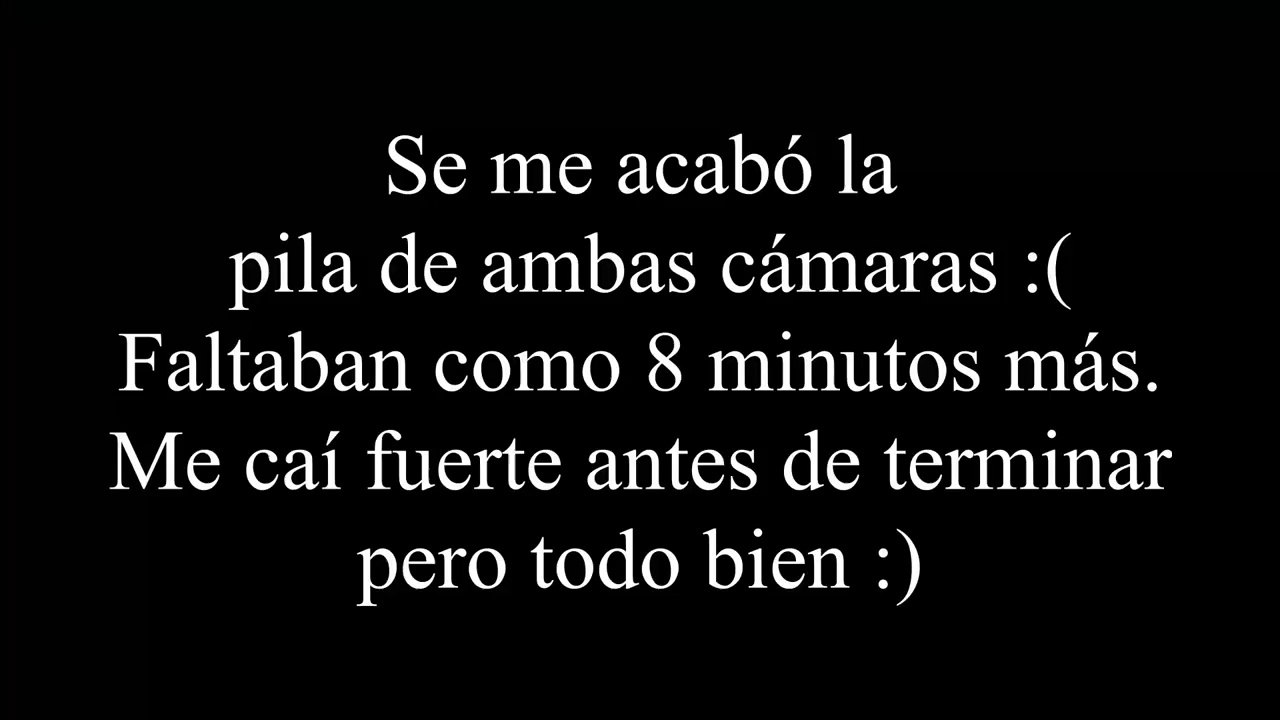 Se me acabó la
pila de ambas cámaras :(
Faltaban como 8 minutos más.
Me caí fuerte antes de terminar
pero todo bien :)